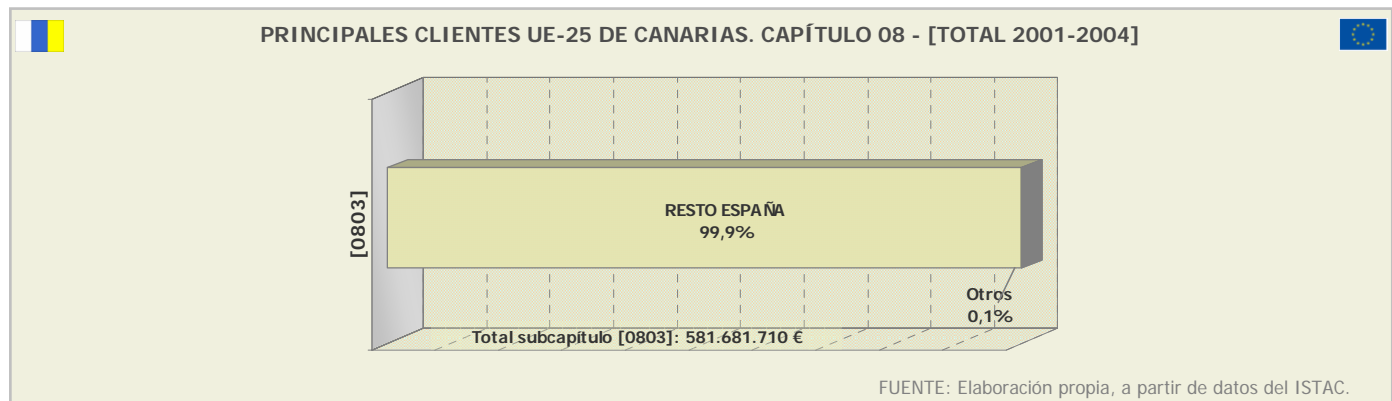 PRINCIPALES CLIENTES UE-25 DE CANARIAS. CAPÍTULO 08 - [TOTAL 2001-2004]
[0803]
RESTO ESPAÑA
99,9%
Otros
0,1%
Total subcapítulo [0803]: 581.681.710 €
FUENTE: Elaboración propia, a partir de datos del ISTAC.